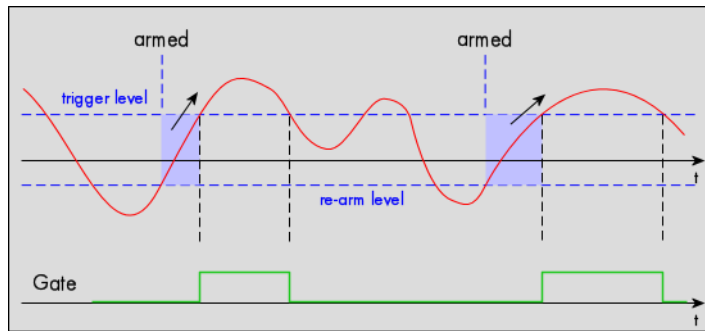 armed
armed
trigger level
t
re-arm level
Gate
t